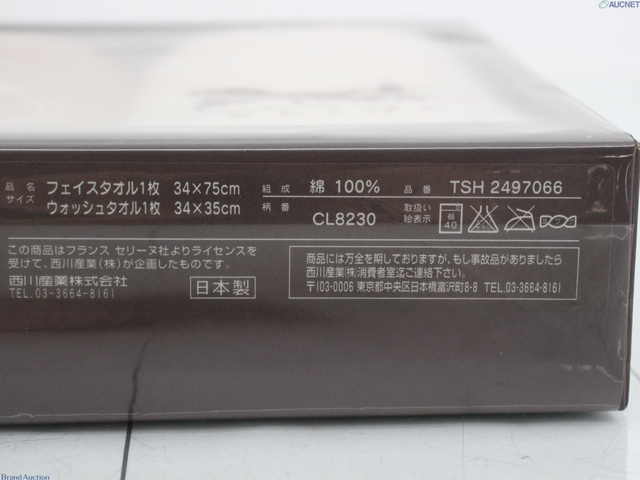 AUCNET
品名 フェイスタオル1枚 34×75cm 組成 綿 100% 品番 TSH 2497066
サイズ ウォッシュタオル1枚 34×35cm 柄番 CL8230 取扱い絵表示 弱 40
この商品はフランス セリーヌ社よりライセンスを
受けて、西川産業(株)が企画したものです。
西川産業株式会社
TEL.03-3664-8161
日本製
商品には万全を期しておりますが、もし事故品がありましたら
西川産業㈱消費者室迄ご連絡下さい。
〒103-0006 東京都中央区日本橋富沢町8-8 TEL.03-3664-8161
Brand Auction